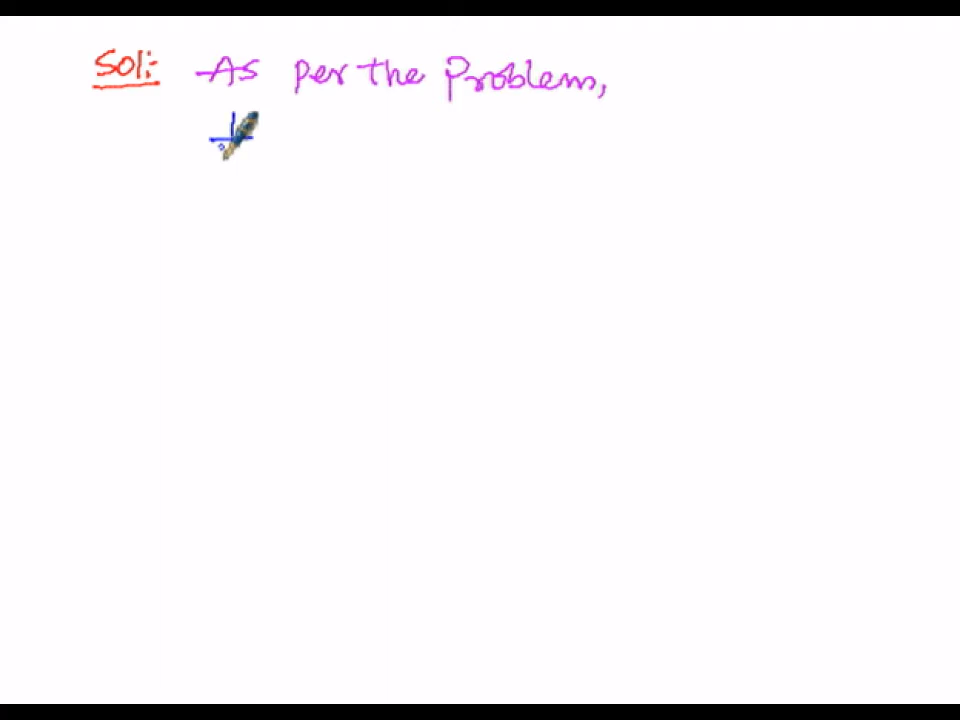 Sol:- As per the Problem,